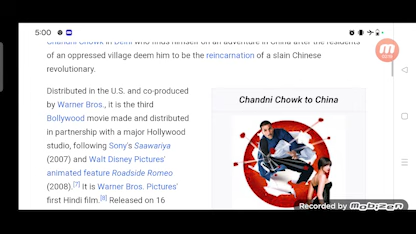 5:00
Chandni Chowk in Delhi who finds himself on an adventure in China after the residents
of an oppressed village deem him to be the reincarnation of a slain Chinese
revolutionary.
Distributed in the U.S. and co-produced
by Warner Bros., it is the third
Bollywood movie made and distributed
in partnership with a major Hollywood
studio, following Sony's Saawariya
(2007) and Walt Disney Pictures'
animated feature Roadside Romeo
(2008).[7] It is Warner Bros. Pictures'
first Hindi film.[8] Released on 16
Chandni Chowk to China
Recorded by Mobizen